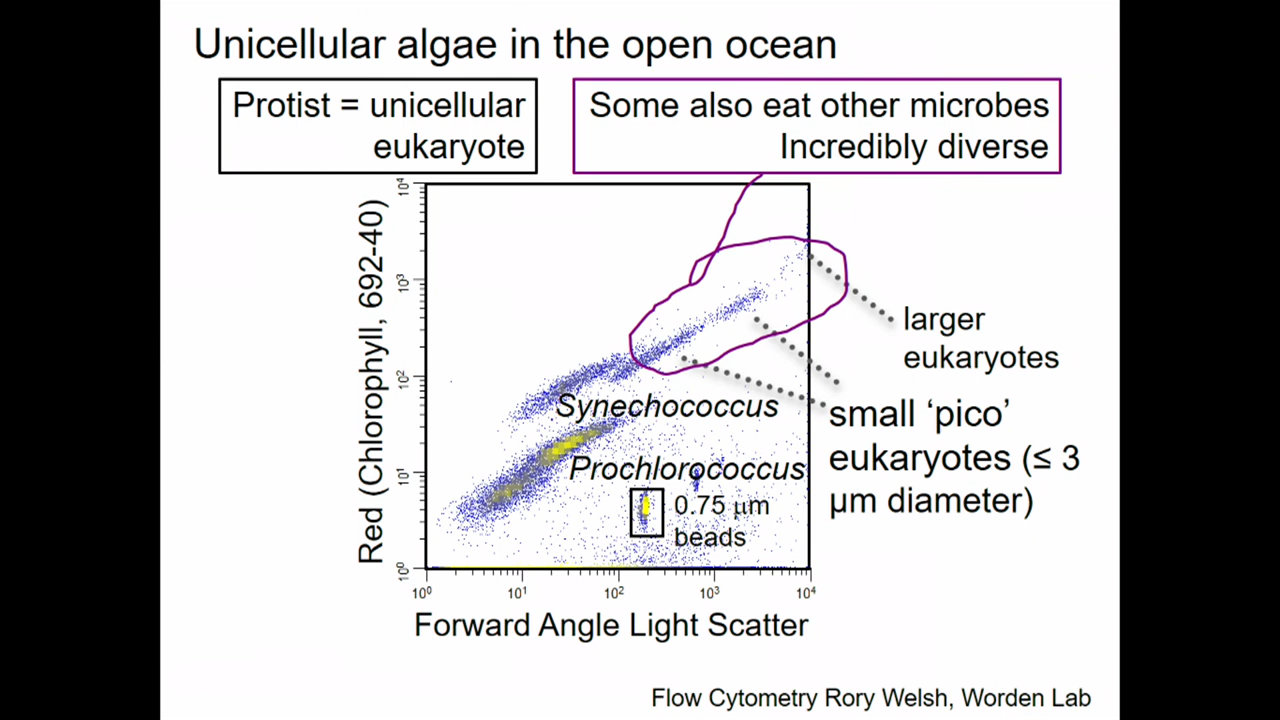 Unicellular algae in the open ocean
Protist = unicellular
eukaryote
Some also eat other microbes
Incredibly diverse
Red (Chlorophyll, 692-40)
10⁴
10³
10²
10¹
10⁰
larger
eukaryotes
Synechococcus
small ‘pico’
eukaryotes (≤ 3
μm diameter)
Prochlorococcus
0.75 μm
beads
10⁰ 10¹ 10² 10³ 10⁴
Forward Angle Light Scatter
Flow Cytometry Rory Welsh, Worden Lab